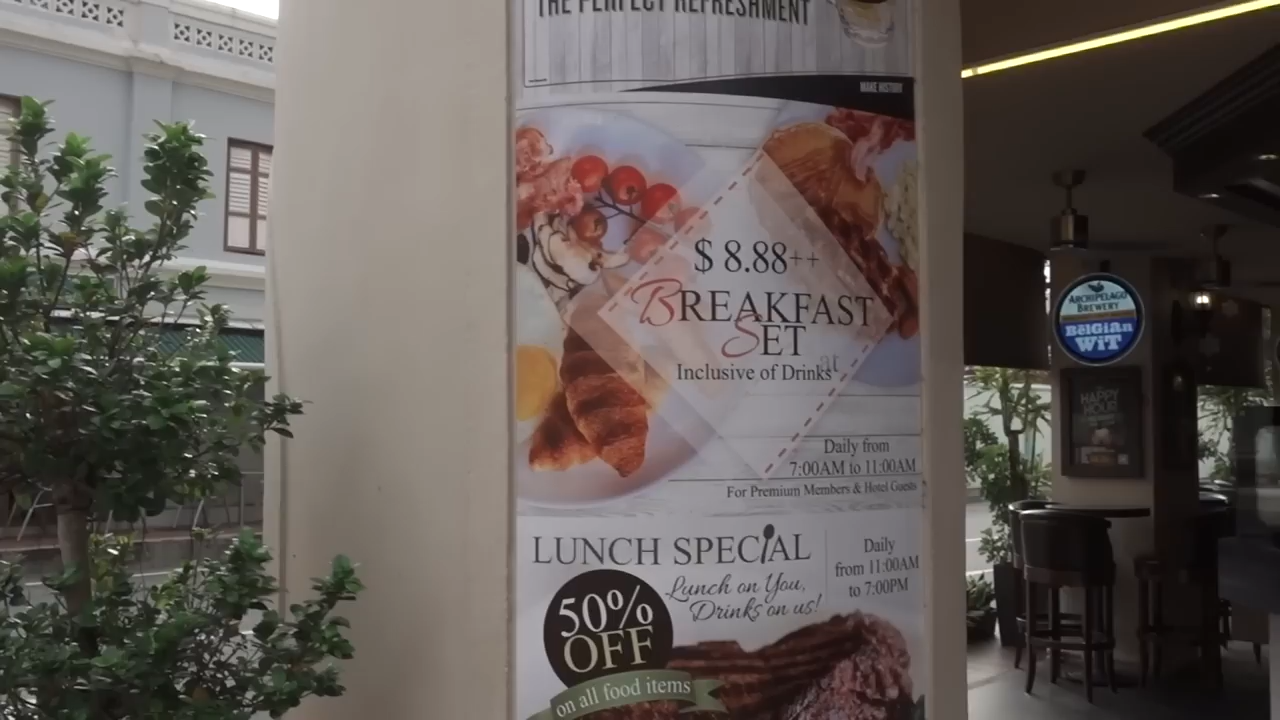 THE PERFECT REFRESHMENT
MAKE HISTORY
$ 8.88++
BREAKFAST
SET
at
Inclusive of Drinks
Daily from
7:00AM to 11:00AM
For Premium Members & Hotel Guests
LUNCH SPECIAL
Lunch on You,
Drinks on us!
Daily
from 11:00AM
to 7:00PM
50%
OFF
on all food items
ARCHIPELAGO
BREWERY
BELGIAN
WIT
HAPPY
HOUR